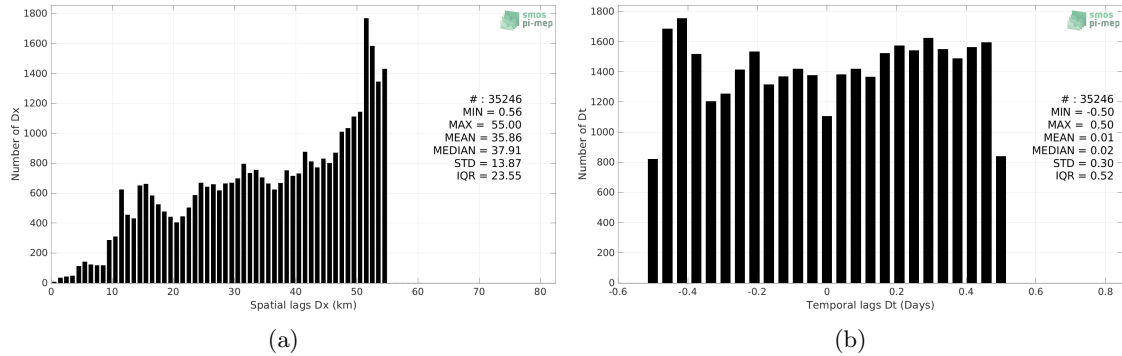 1800
1600
1400
1200
1000
800
600
400
200
0
Number of Dx
smos
pi-mep
# : 35246
MIN = 0.56
MAX = 55.00
MEAN = 35.86
MEDIAN = 37.91
STD = 13.87
IQR = 23.55
0 10 20 30 40 50 60 70 80
Spatial lags Dx (km)
(a)
1800
1600
1400
1200
1000
800
600
400
200
0
Number of Dt
smos
pi-mep
# : 35246
MIN = -0.50
MAX = 0.50
MEAN = 0.01
MEDIAN = 0.02
STD = 0.30
IQR = 0.52
-0.6 -0.4 -0.2 0 0.2 0.4 0.6 0.8
Temporal lags Dt (Days)
(b)